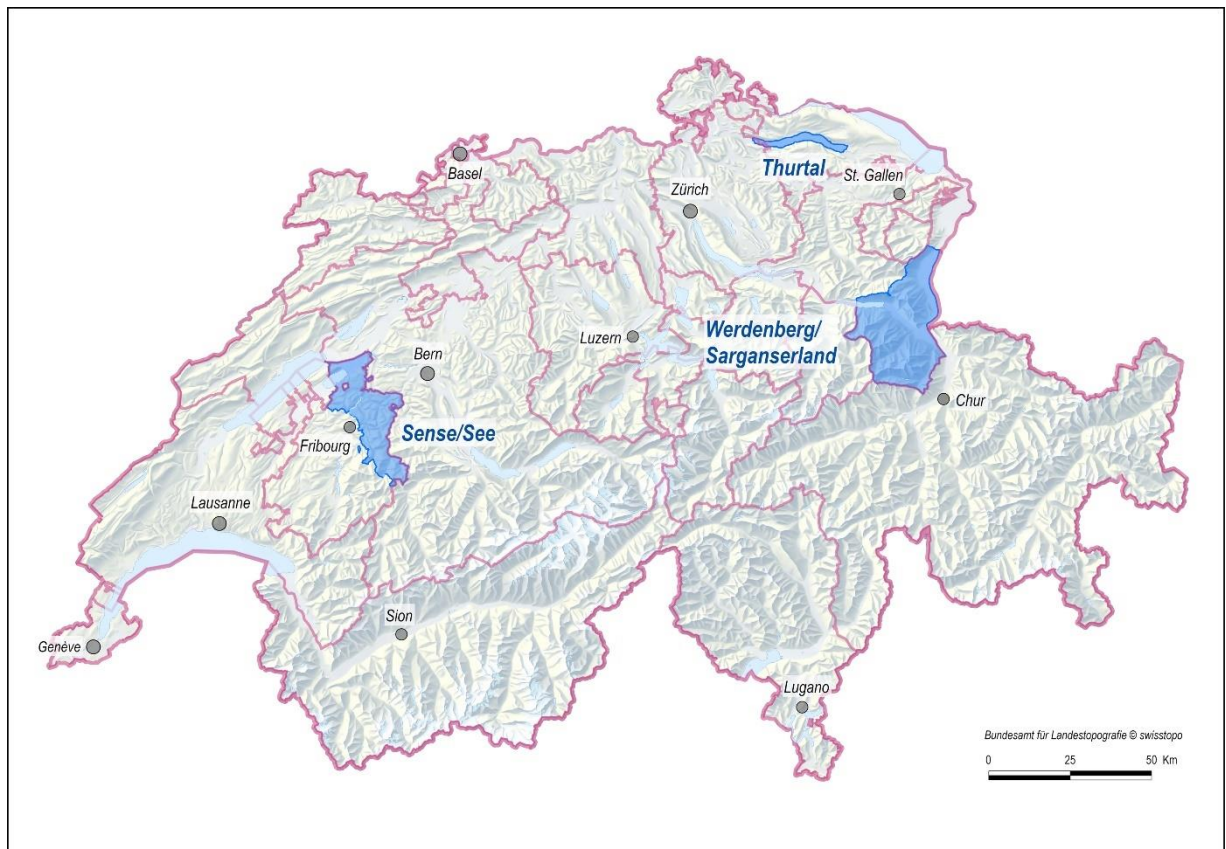 Basel
Thurtal
St. Gallen
Zürich
Werdenberg/
Sarganserland
Luzern
Bern
Chur
Fribourg
Sense/See
Lausanne
Sion
Genève
Lugano
Bundesamt für Landestopografie © swisstopo
0 25 50 Km